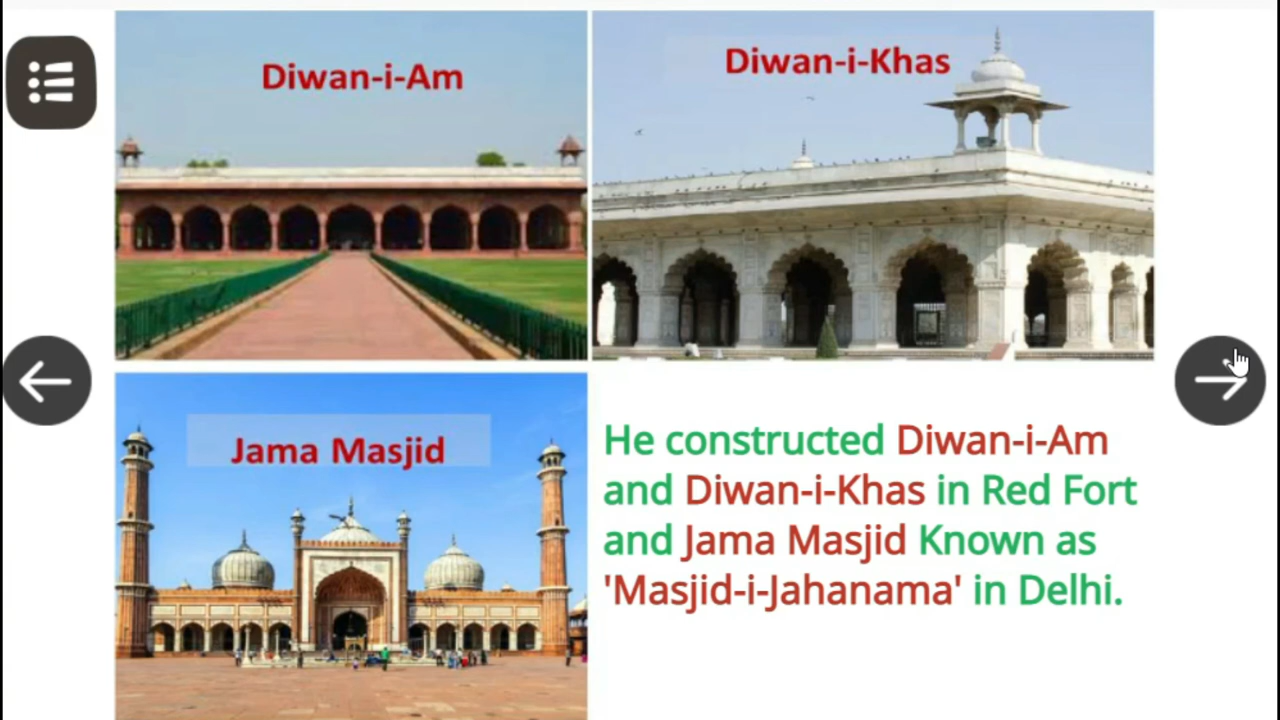 Diwan-i-Am
Diwan-i-Khas
Jama Masjid
He constructed Diwan-i-Am
and Diwan-i-Khas in Red Fort
and Jama Masjid Known as
'Masjid-i-Jahanama' in Delhi.